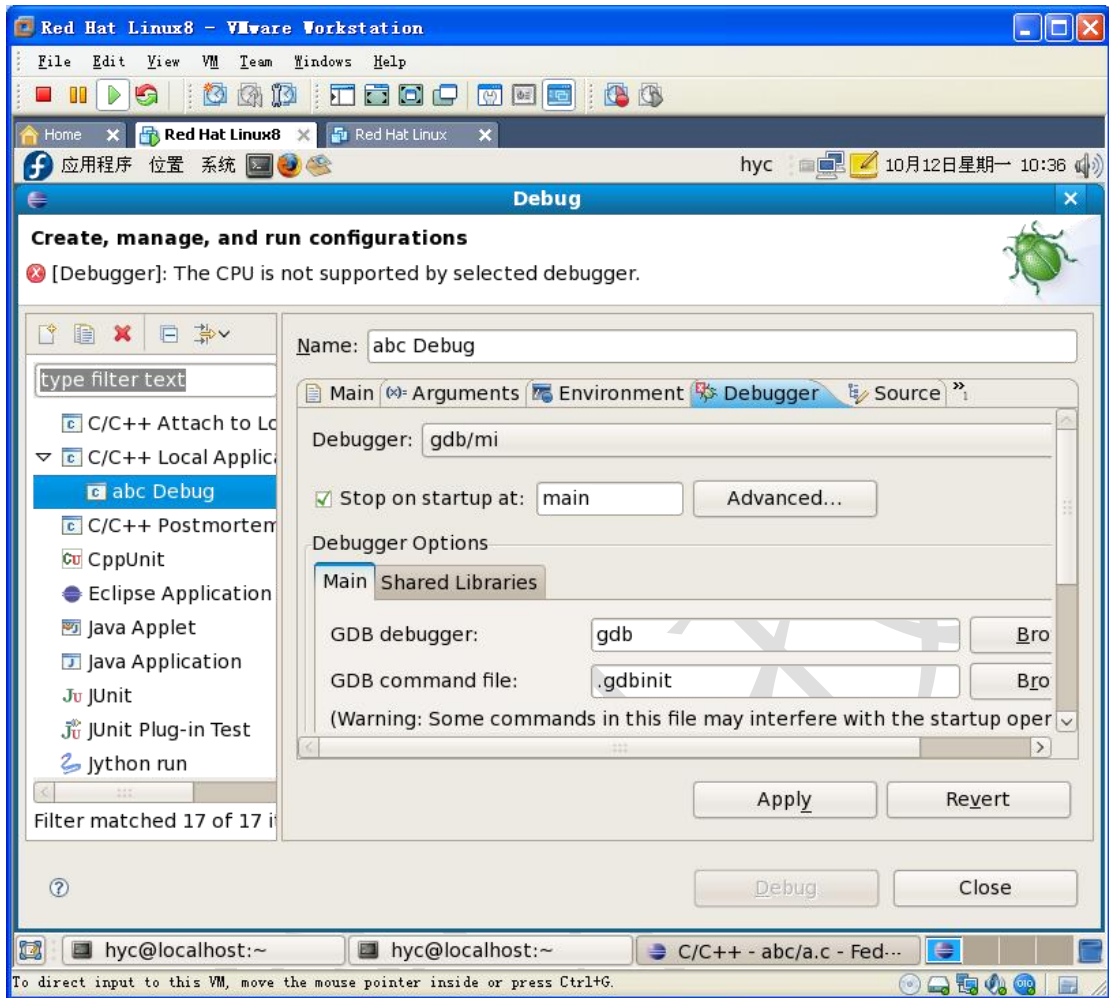 Red Hat Linux8 - VMware Workstation
File Edit View VM Team Windows Help
Home Red Hat Linux8 Red Hat Linux
应用程序 位置 系统 hyc 10月12日星期一 10:36
Debug
Create, manage, and run configurations
[Debugger]: The CPU is not supported by selected debugger.
Name: abc Debug
type filter text
Main (x)= Arguments Environment Debugger Source »1
C/C++ Attach to Lo
Debugger: gdb/mi
C/C++ Local Applic
abc Debug
Stop on startup at: main Advanced...
C/C++ Postmortem
Debugger Options
CppUnit
Main Shared Libraries
Eclipse Application
Java Applet
GDB debugger: gdb Bro
Java Application
GDB command file: .gdbinit Bro
JUnit
(Warning: Some commands in this file may interfere with the startup oper
JUnit Plug-in Test
Jython run
Apply Revert
Filter matched 17 of 17 it
Debug Close
hyc@localhost:~ hyc@localhost:~ C/C++ - abc/a.c - Fed...
To direct input to this VM, move the mouse pointer inside or press Ctrl+G.